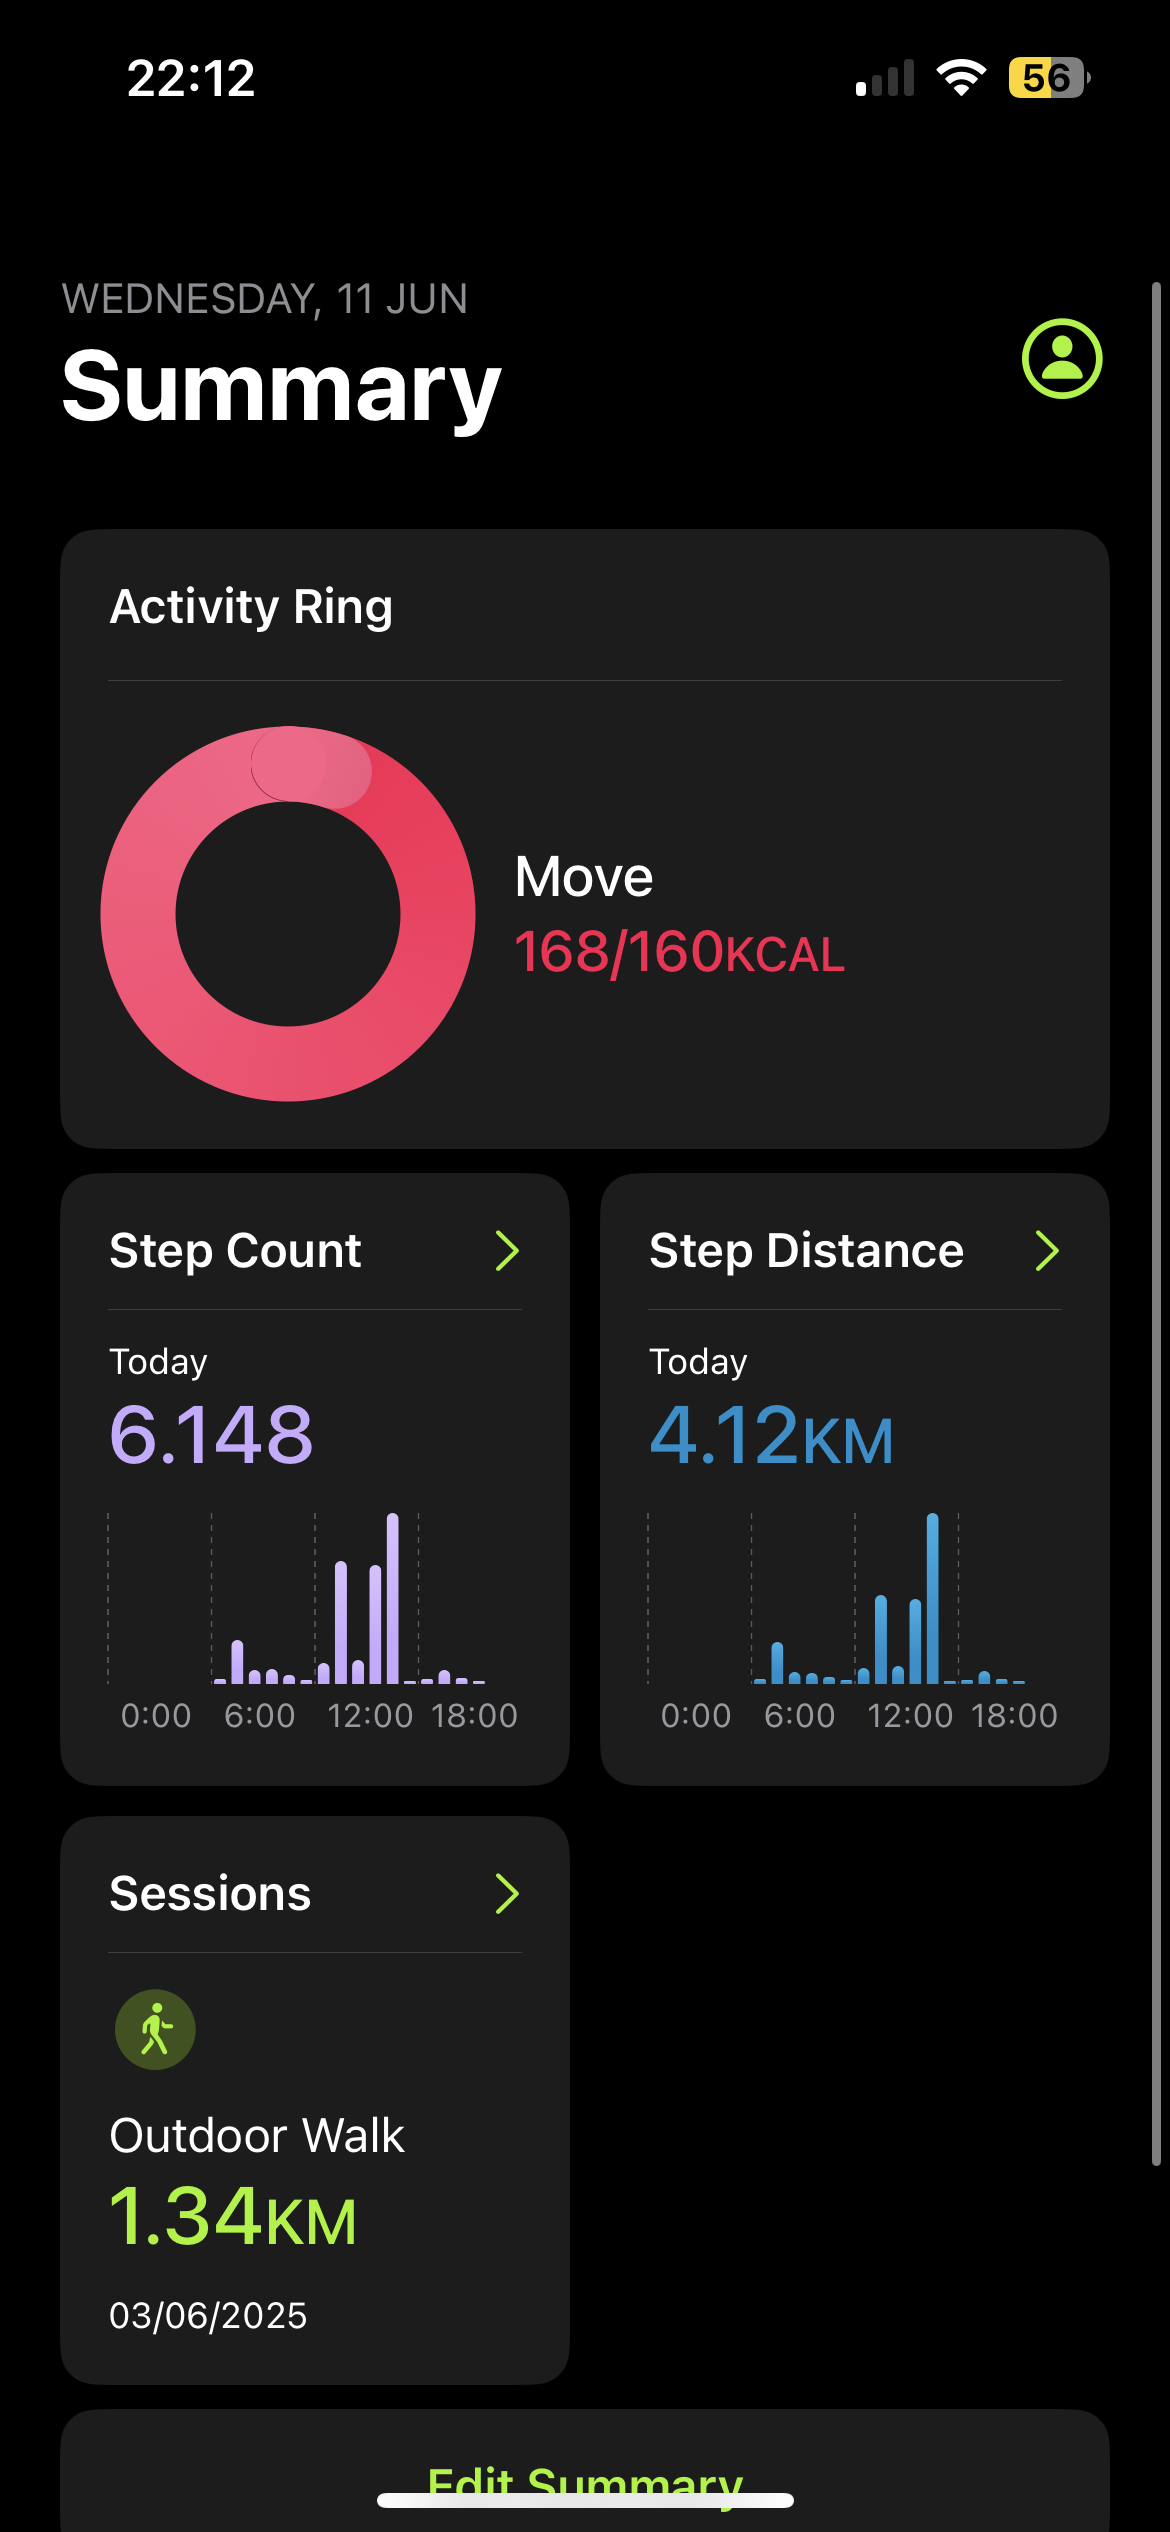 22:12
56
WEDNESDAY, 11 JUN
Summary
Activity Ring
Move
168/160KCAL
Step Count
Today
6.148
0:00 6:00 12:00 18:00
Step Distance
Today
4.12KM
0:00 6:00 12:00 18:00
Sessions
Outdoor Walk
1.34KM
03/06/2025
Edit Summary